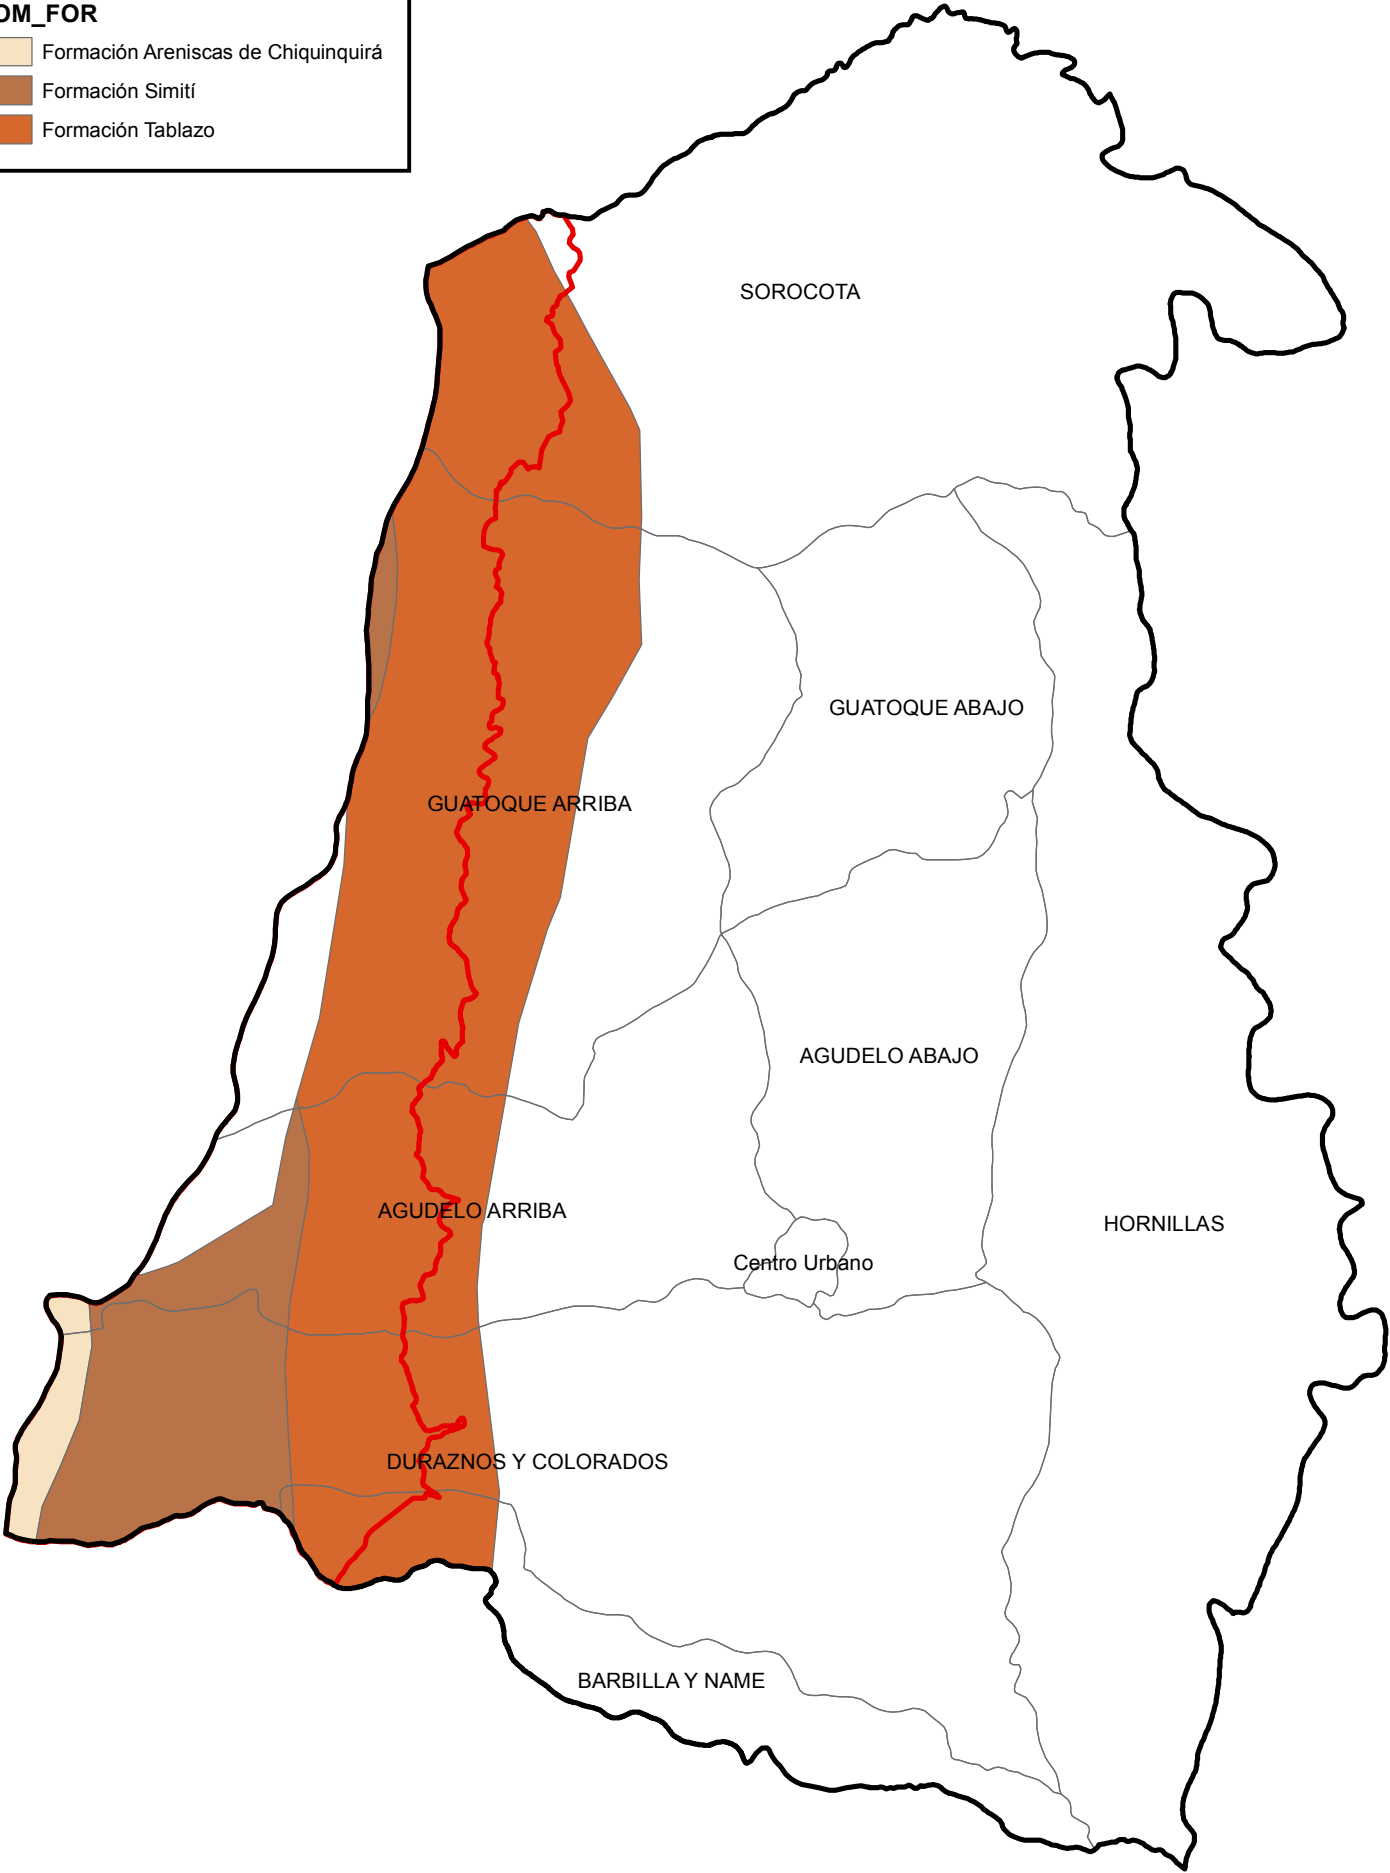 OM_FOR
Formación Areniscas de Chiquinquirá
Formación Simití
Formación Tablazo
SOROCOTA
GUATOQUE ABAJO
GUATOQUE ARRIBA
AGUDELO ABAJO
AGUDELO ARRIBA
HORNILLAS
Centro Urbano
DURAZNOS Y COLORADOS
BARBILLA Y NAME